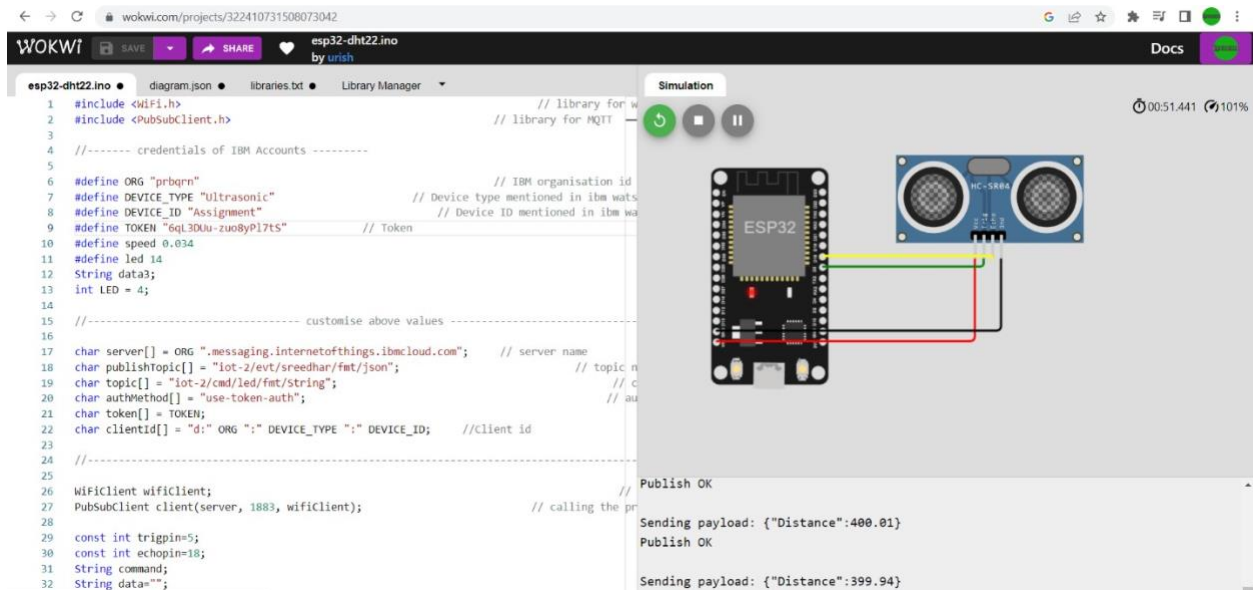 wokwi.com/projects/322410731508073042
WOKWi SAVE SHARE esp32-dht22.ino Docs
by urish
esp32-dht22.ino ● diagram.json ● libraries.txt ● Library Manager
1 #include <WiFi.h> // library for w
2 #include <PubSubClient.h> // library for MQTT
3
4 //------- credentials of IBM Accounts ---------
5
6 #define ORG "prbqrn" // IBM organisation id
7 #define DEVICE_TYPE "Ultrasonic" // Device type mentioned in ibm wats
8 #define DEVICE_ID "Assignment" // Device ID mentioned in ibm wa
9 #define TOKEN "6qL3DUu-zuo8yPl7tS" // Token
10 #define speed 0.034
11 #define led 14
12 String data3;
13 int LED = 4;
14
15 //------------------------------- customise above values ---------------------------
16
17 char server[] = ORG ".messaging.internetofthings.ibmcloud.com"; // server name
18 char publishTopic[] = "iot-2/evt/sreedhar/fmt/json"; // topic n
19 char topic[] = "iot-2/cmd/led/fmt/String"; // c
20 char authMethod[] = "use-token-auth"; // au
21 char token[] = TOKEN;
22 char clientId[] = "d:" ORG ":" DEVICE_TYPE ":" DEVICE_ID; //Client id
23
24 //--------------------------------------------------------------------------------
25
26 WiFiClient wifiClient; //
27 PubSubClient client(server, 1883, wifiClient); // calling the pr
28
29 const int trigpin=5;
30 const int echopin=18;
31 String command;
32 String data="";
Simulation
00:51.441 101%
ESP32
HC-SR04
Vcc
Trig
Echo
Gnd
Publish OK
Sending payload: {"Distance":400.01}
Publish OK
Sending payload: {"Distance":399.94}